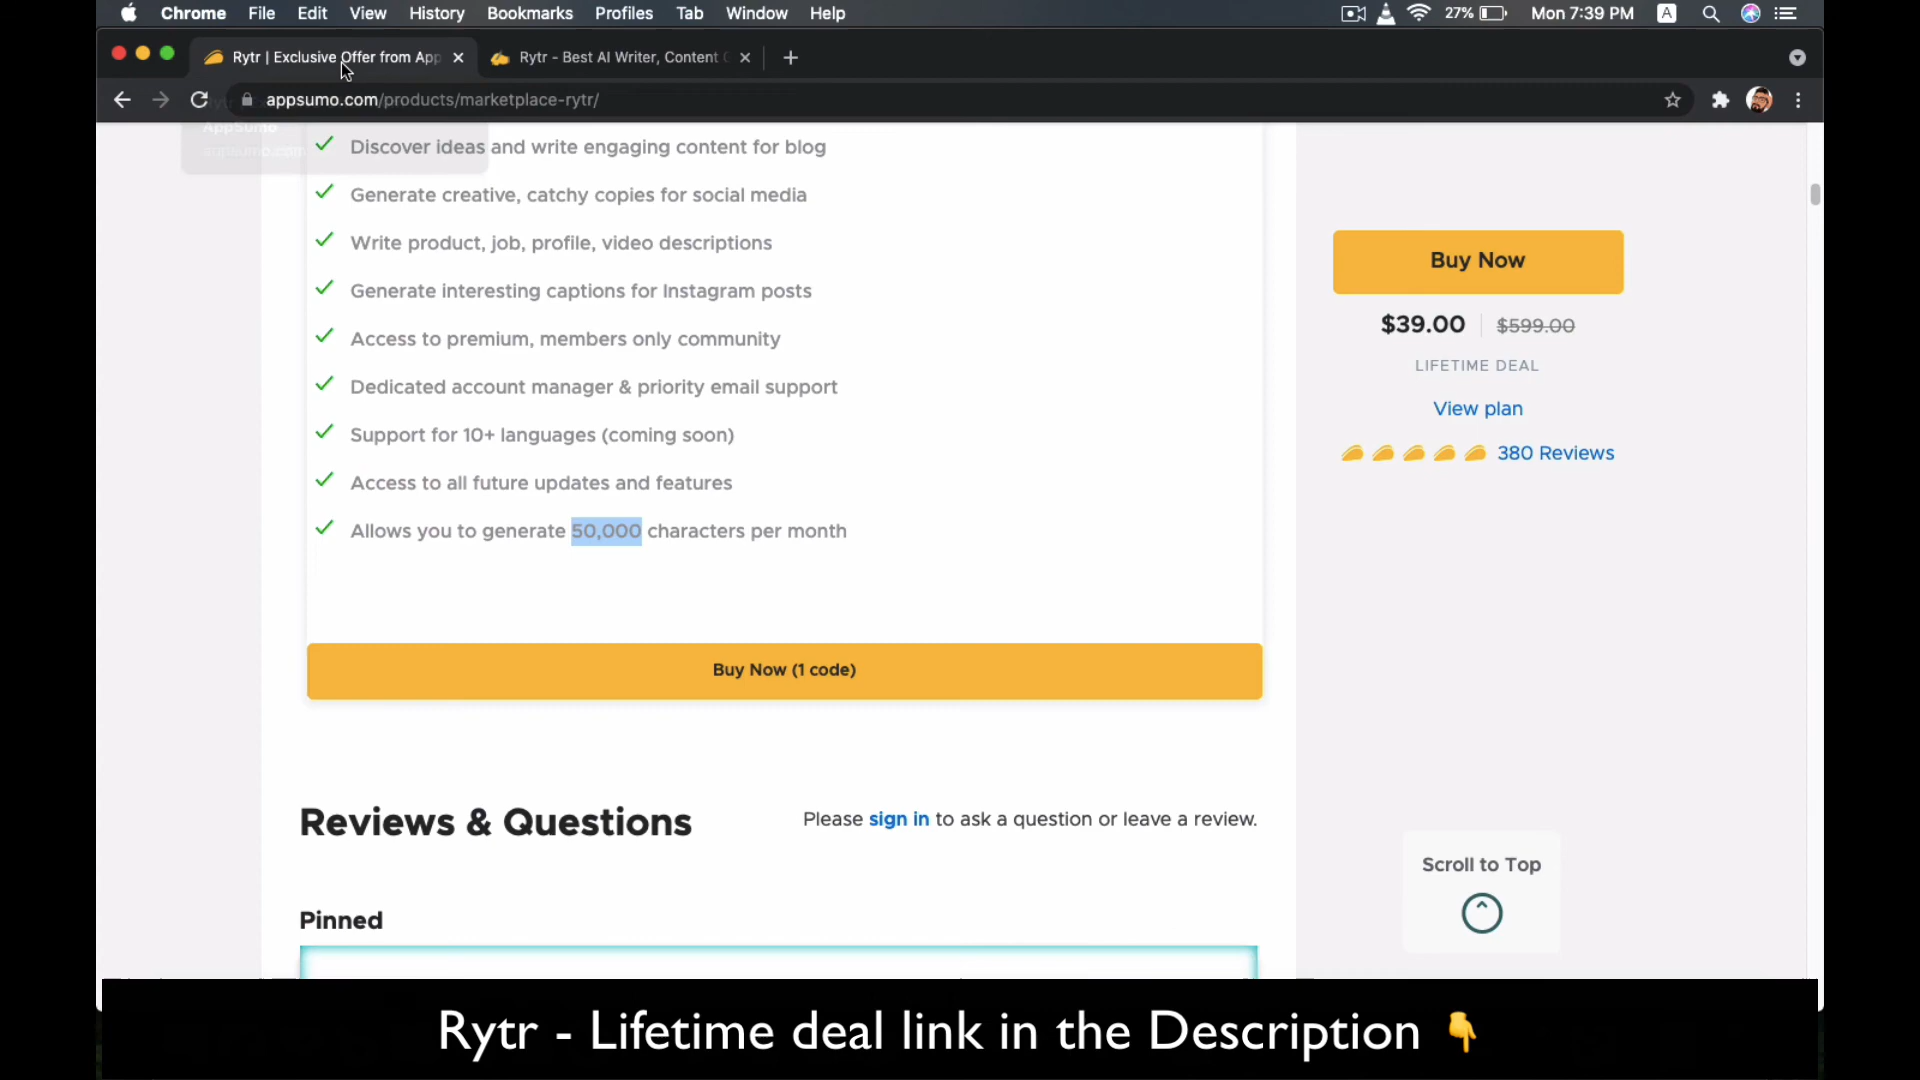 Chrome File Edit View History Bookmarks Profiles Tab Window Help 27% Mon 7:39 PM A
Rytr | Exclusive Offer from App
Rytr - Best AI Writer, Content G
appsumo.com/products/marketplace-rytr/
AppSumo
appsumo.com
Discover ideas and write engaging content for blog
Generate creative, catchy copies for social media
Write product, job, profile, video descriptions
Generate interesting captions for Instagram posts
Access to premium, members only community
Dedicated account manager & priority email support
Support for 10+ languages (coming soon)
Access to all future updates and features
Allows you to generate 50,000 characters per month
Buy Now (1 code)
Buy Now
$39.00 $599.00
LIFETIME DEAL
View plan
380 Reviews
Reviews & Questions
Please sign in to ask a question or leave a review.
Pinned
Scroll to Top
Rytr - Lifetime deal link in the Description 👇